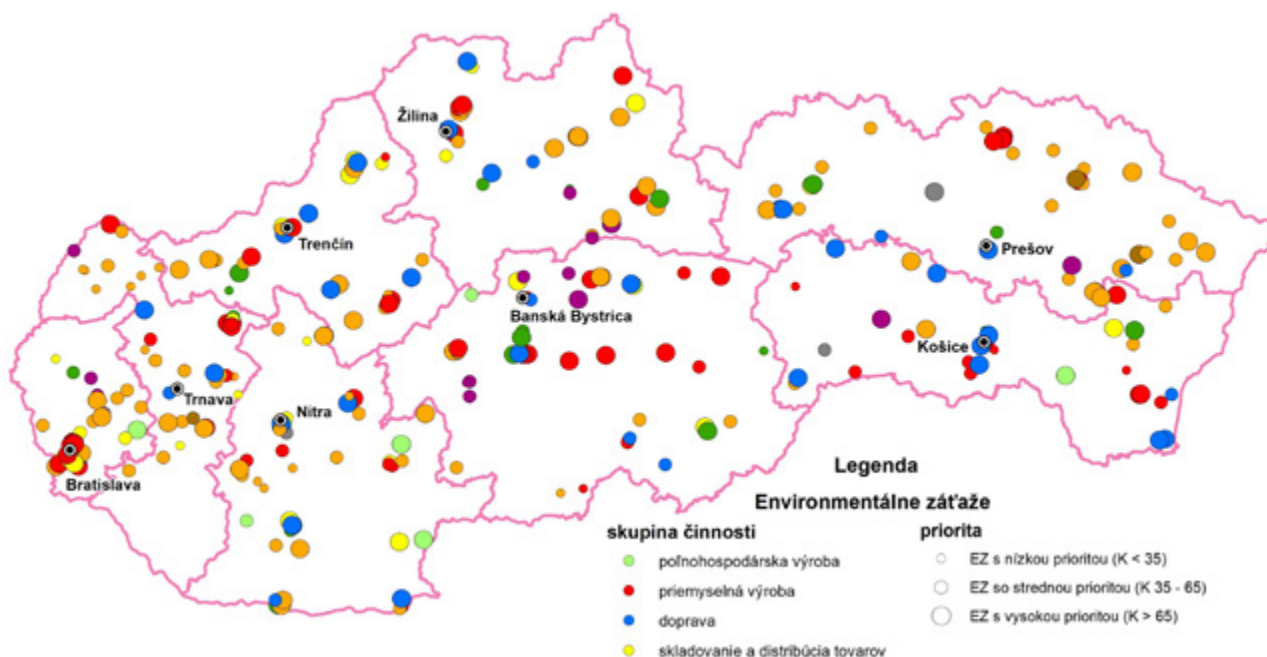 Žilina
Trenčín
Prešov
Banská Bystrica
Košice
Trnava
Nitra
Bratislava
Legenda
Environmentálne záťaže
skupina činnosti
poľnohospodárska výroba
priemyselná výroba
doprava
skladovanie a distribúcia tovarov
priorita
EZ s nízkou prioritou (K < 35)
EZ so strednou prioritou (K 35 - 65)
EZ s vysokou prioritou (K > 65)